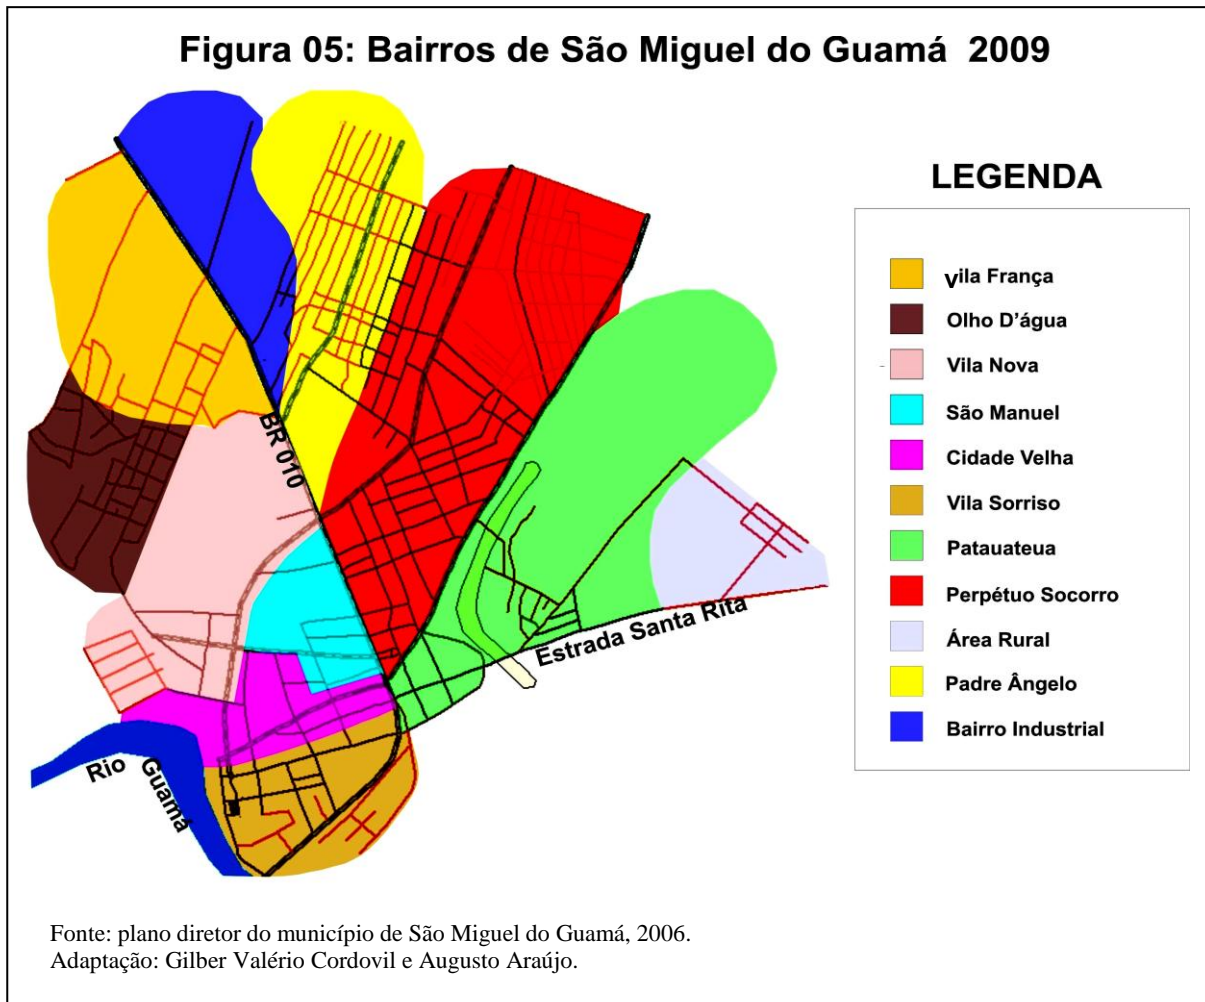 Figura 05: Bairros de São Miguel do Guamá 2009
LEGENDA
Vila França
Olho D'água
Vila Nova
São Manuel
Cidade Velha
Vila Sorriso
Patauateua
Perpétuo Socorro
Área Rural
Padre Ângelo
Bairro Industrial
BR 010
Estrada Santa Rita
Rio Guamá
Fonte: plano diretor do município de São Miguel do Guamá, 2006.
Adaptação: Gilber Valério Cordovil e Augusto Araújo.